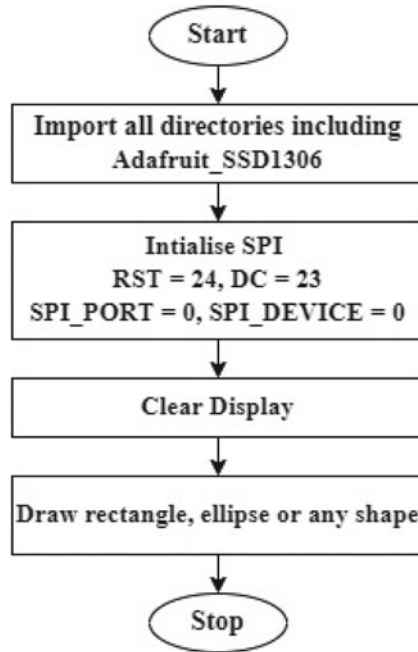 Start
Import all directories including
Adafruit_SSD1306
Intialise SPI
RST = 24, DC = 23
SPI_PORT = 0, SPI_DEVICE = 0
Clear Display
Draw rectangle, ellipse or any shape
Stop